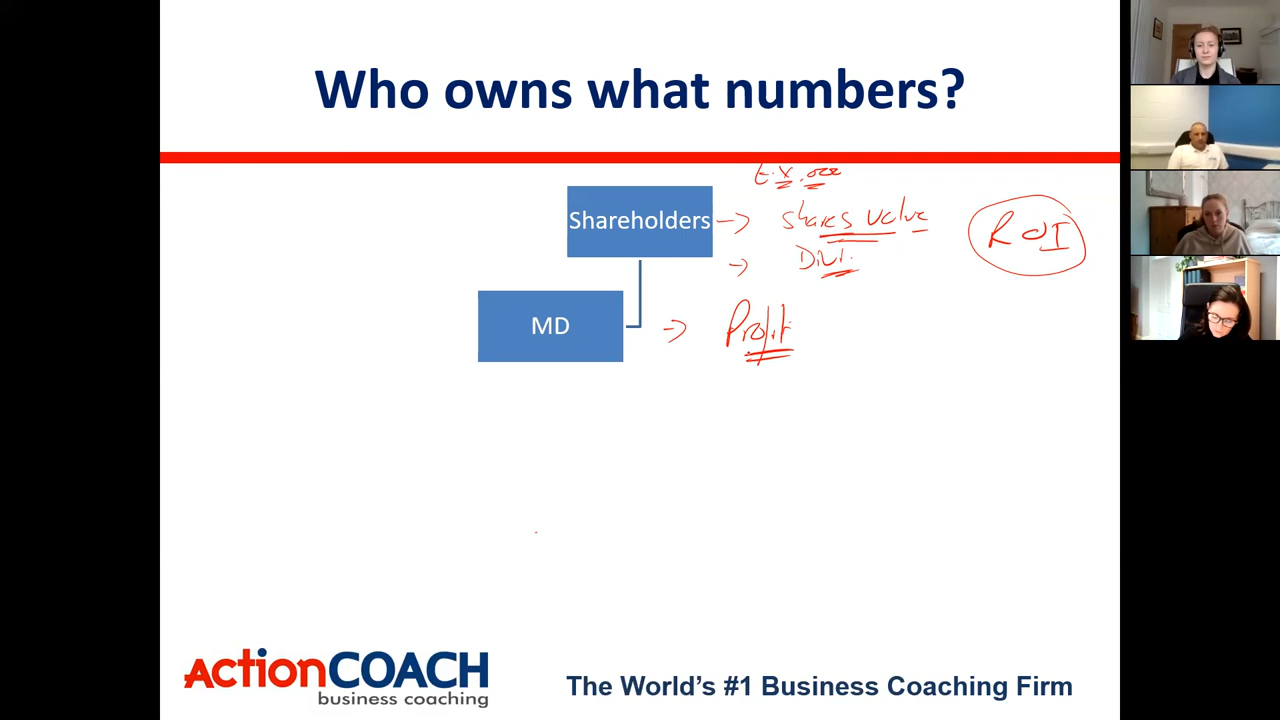 Who owns what numbers?
Shareholders
shares value
ROI
Divi.
MD
Profit
ActionCOACH
business coaching
The World's #1 Business Coaching Firm